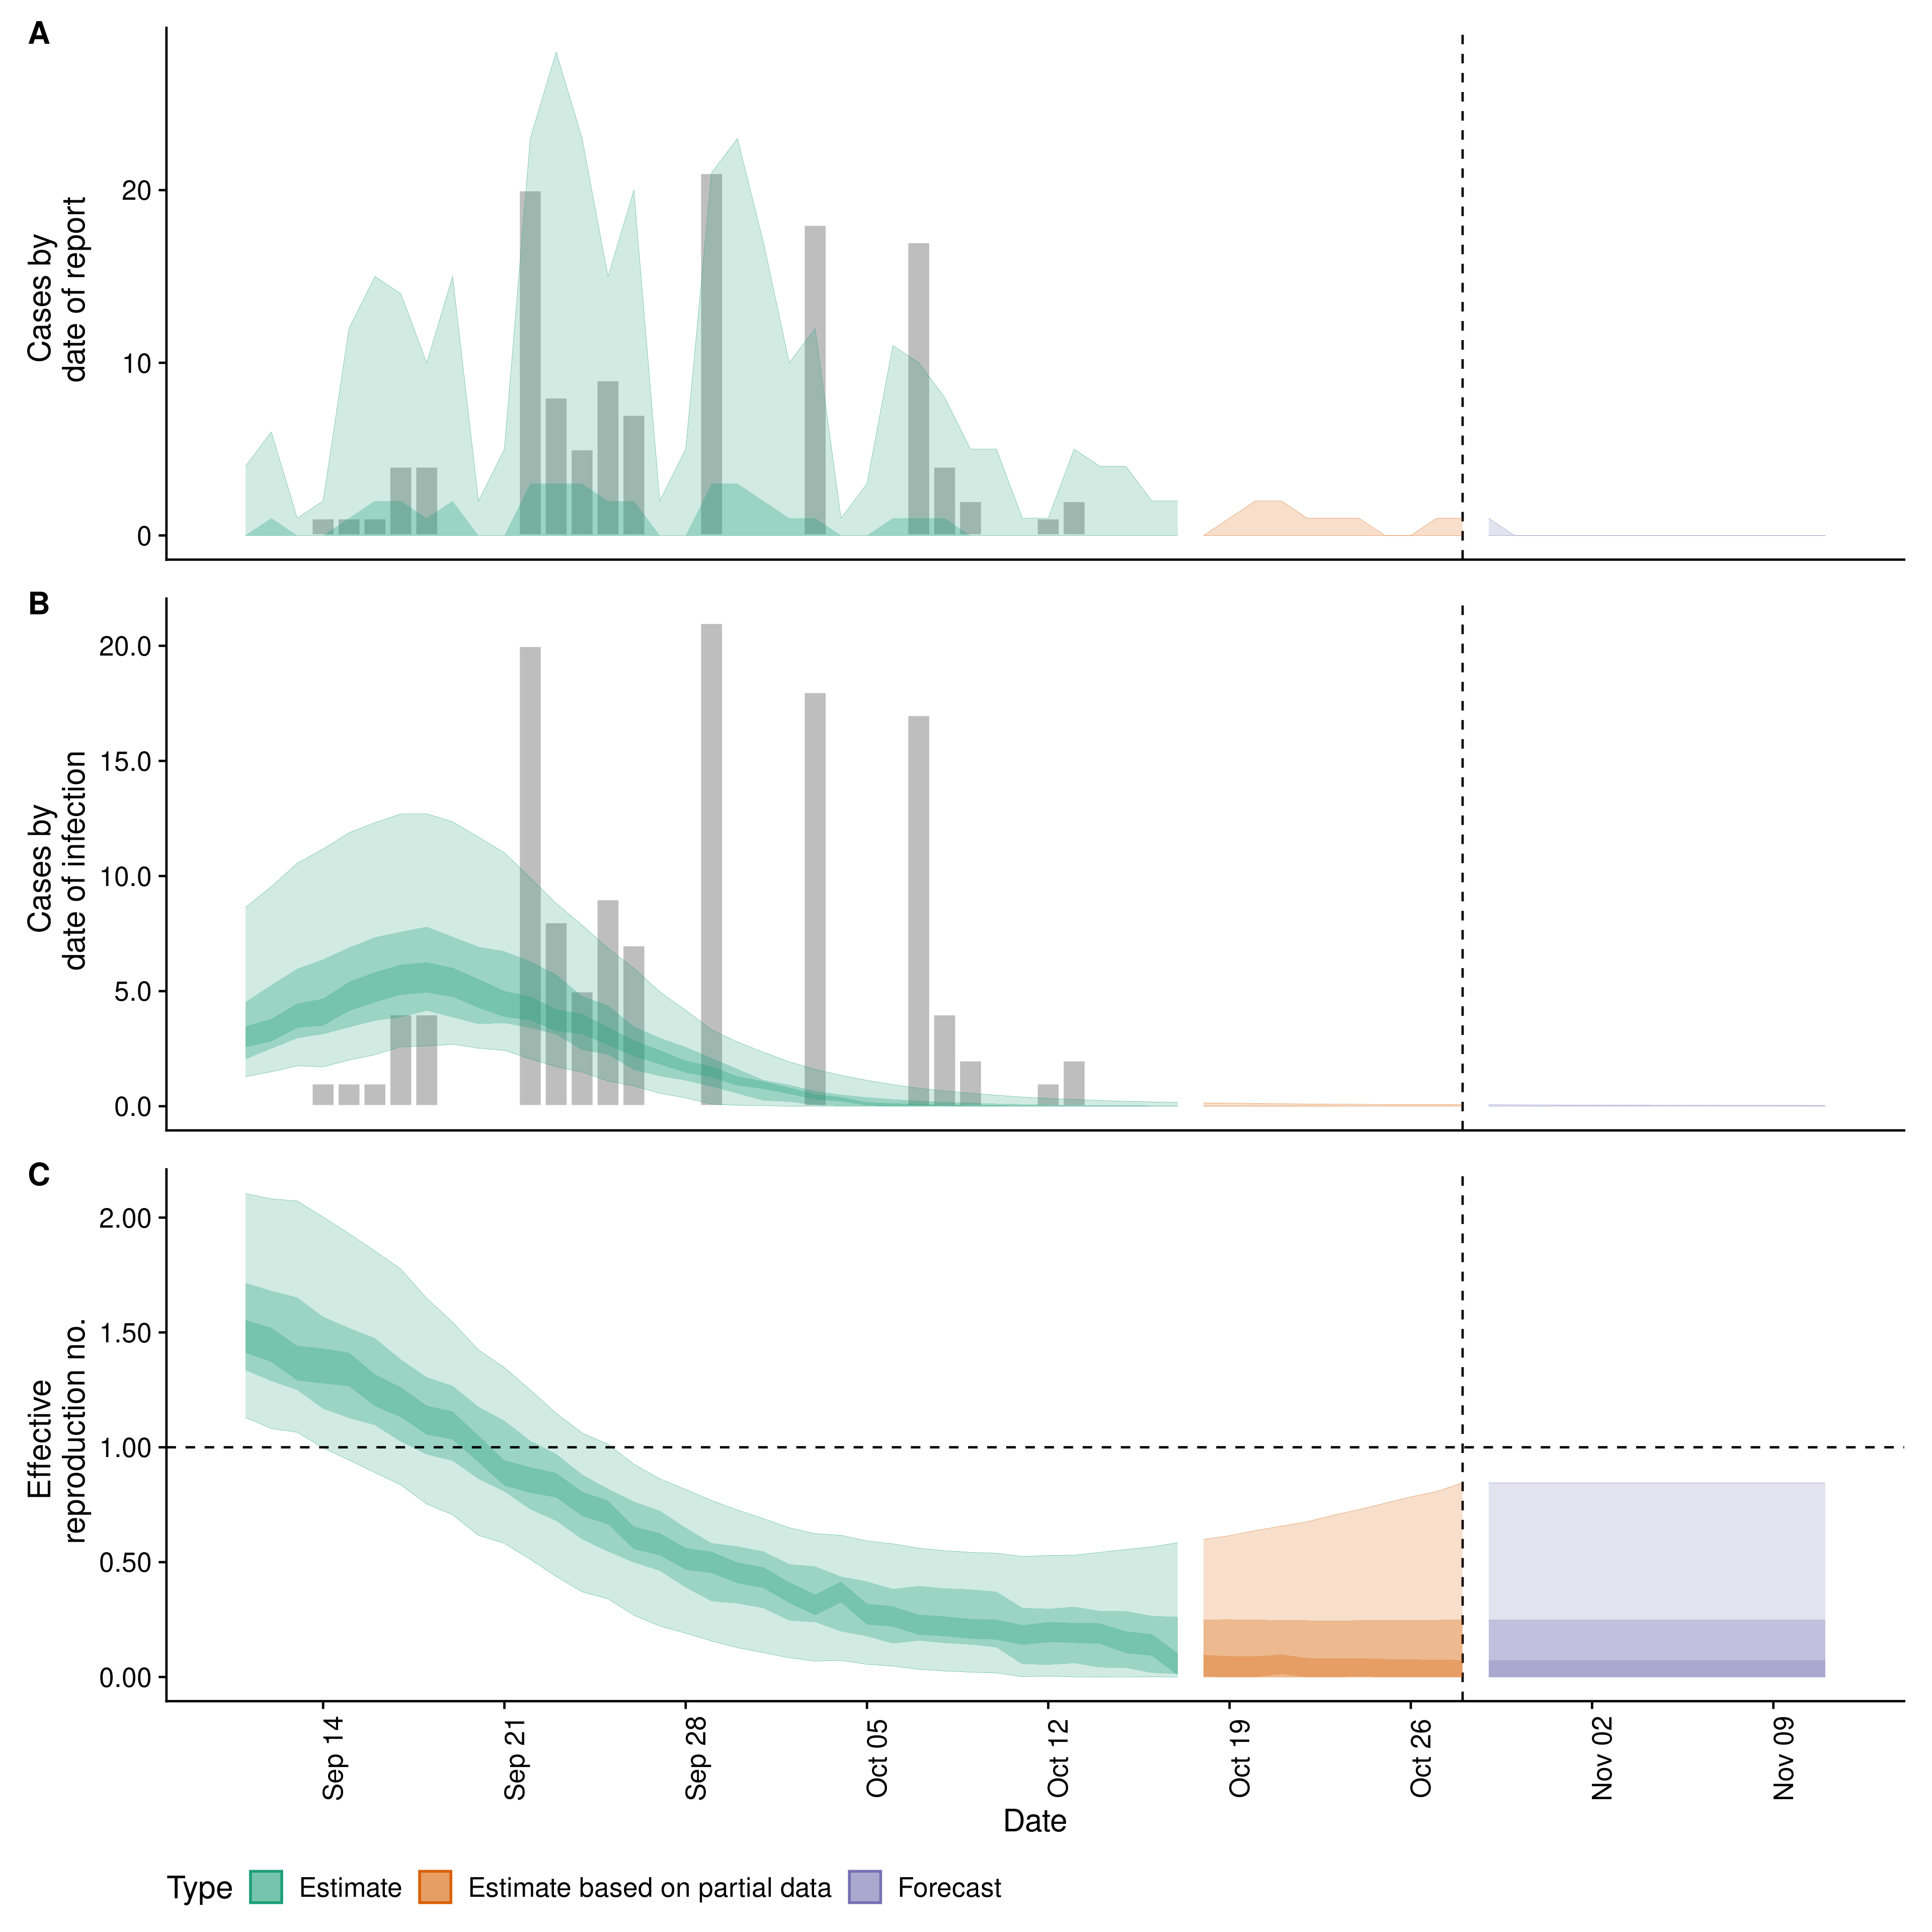 A
Cases by
date of report
20
10
0
B
Cases by
date of infection
20.0
15.0
10.0
5.0
0.0
C
Effective
reproduction no.
2.00
1.50
1.00
0.50
0.00
Sep 14
Sep 21
Sep 28
Oct 05
Oct 12
Oct 19
Oct 26
Nov 02
Nov 09
Date
Type Estimate Estimate based on partial data Forecast